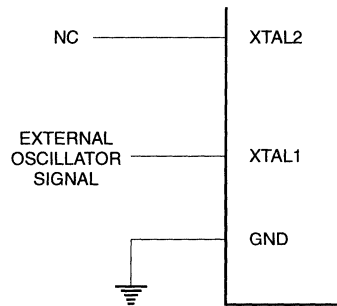 NC
XTAL2
EXTERNAL
OSCILLATOR
SIGNAL
XTAL1
GND